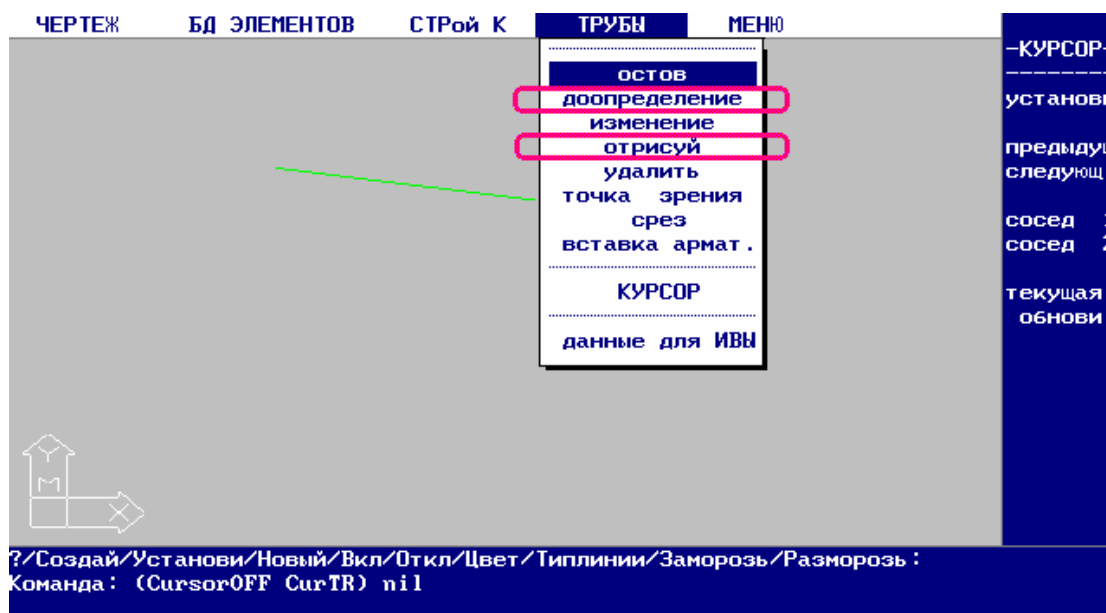 ЧЕРТЕЖ БД ЭЛЕМЕНТОВ СТРой К ТРУБЫ МЕНЮ
остов
доопределение
изменение
отрисуй
удалить
точка зрения
срез
вставка армат.
КУРСОР
данные для ИВЫ
-КУРСОР-
установи
предыдущ
следующ
сосед
сосед 2
текущая
обнови
?/Создай/Установи/Новый/Вкл/Откл/Цвет/Типлинии/Заморозь/Разморозь:
Команда: (CursorOFF CurTR) nil
Y
M
X